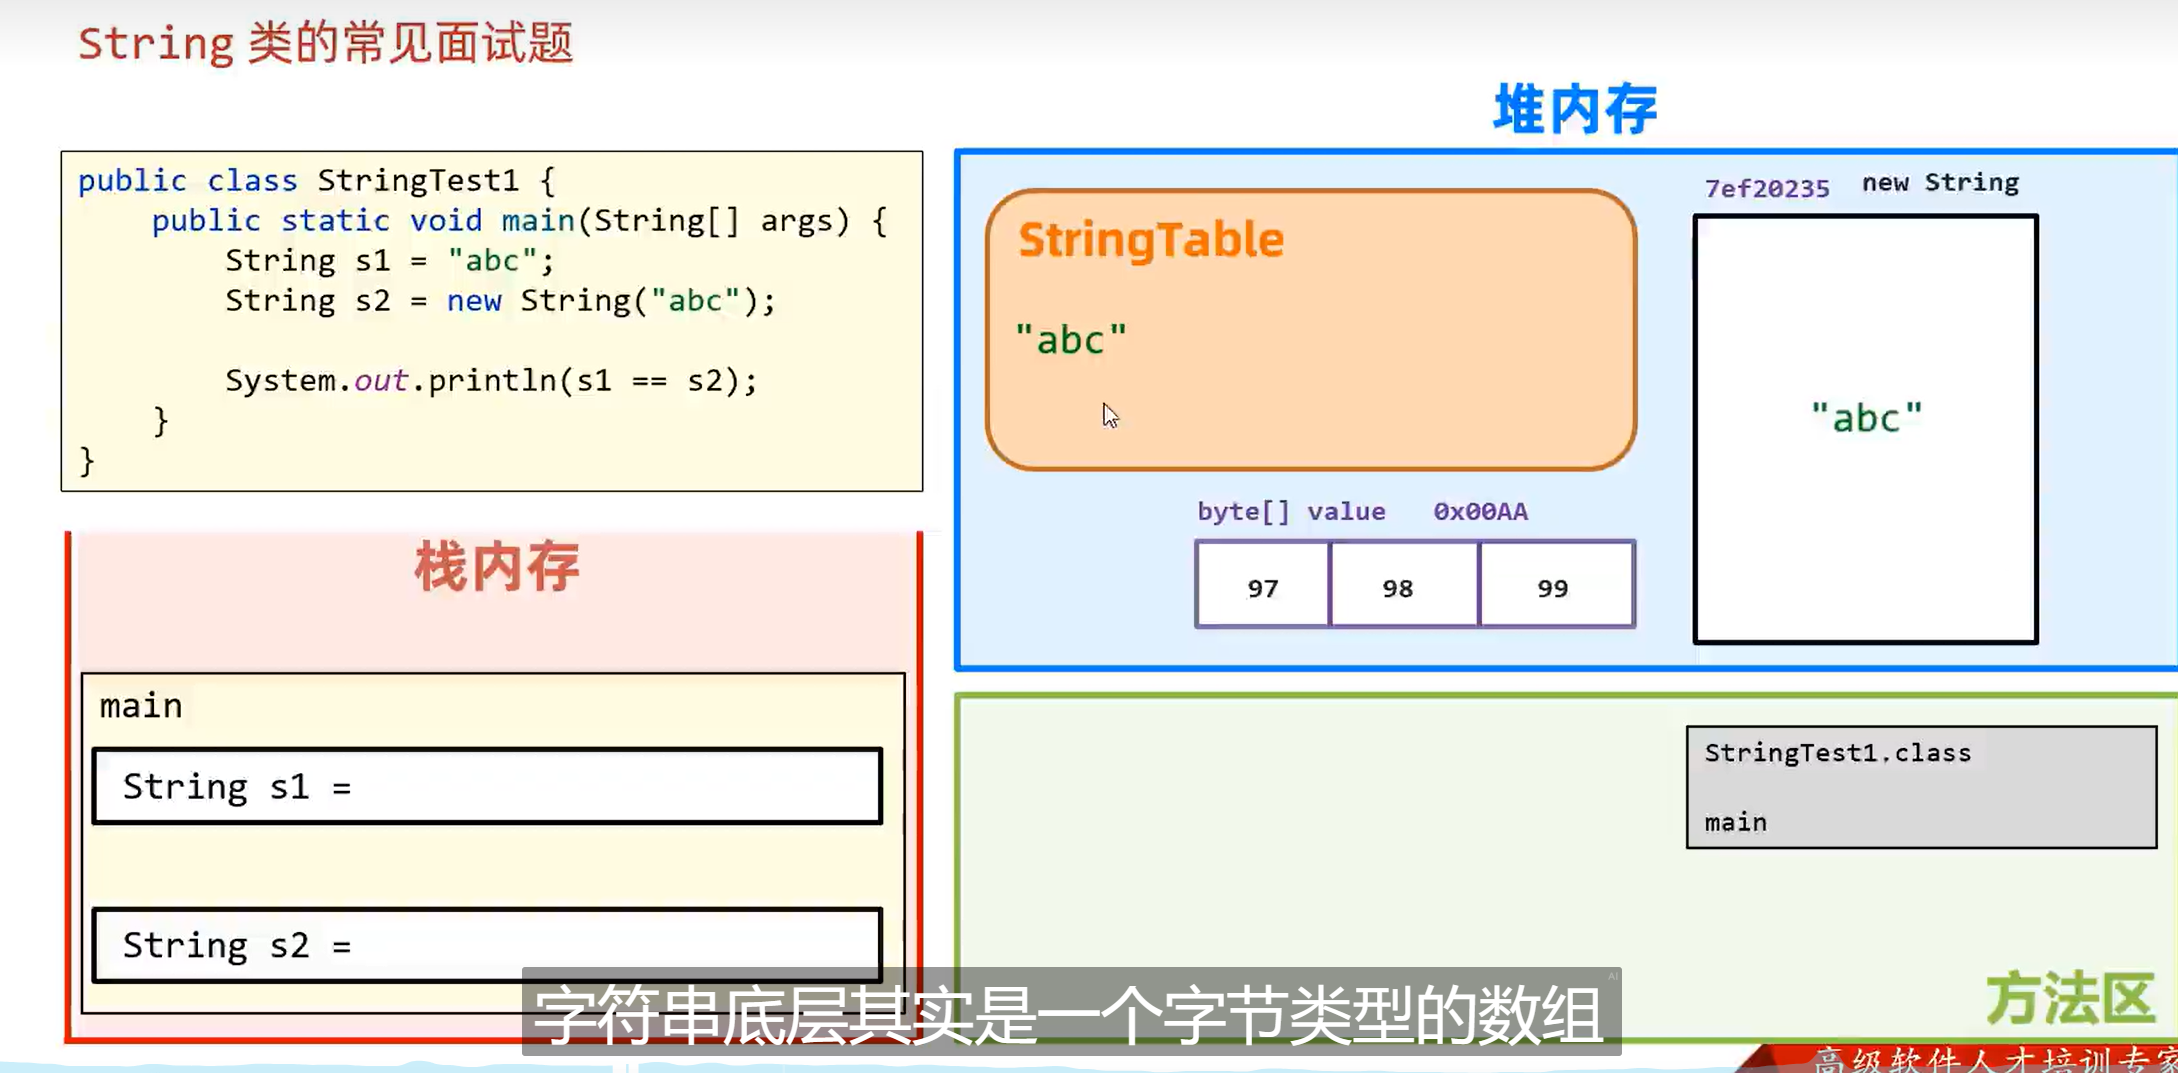 String 类的常见面试题
public class StringTest1 {
public static void main(String[] args) {
String s1 = "abc";
String s2 = new String("abc");
System.out.println(s1 == s2);
}
}
堆内存
StringTable
"abc"
7ef20235 new String
"abc"
byte[] value 0x00AA
97 98 99
栈内存
main
String s1 =
String s2 =
StringTest1.class
main
方法区
字符串底层其实是一个字节类型的数组
AI
高级软件人才培训专家